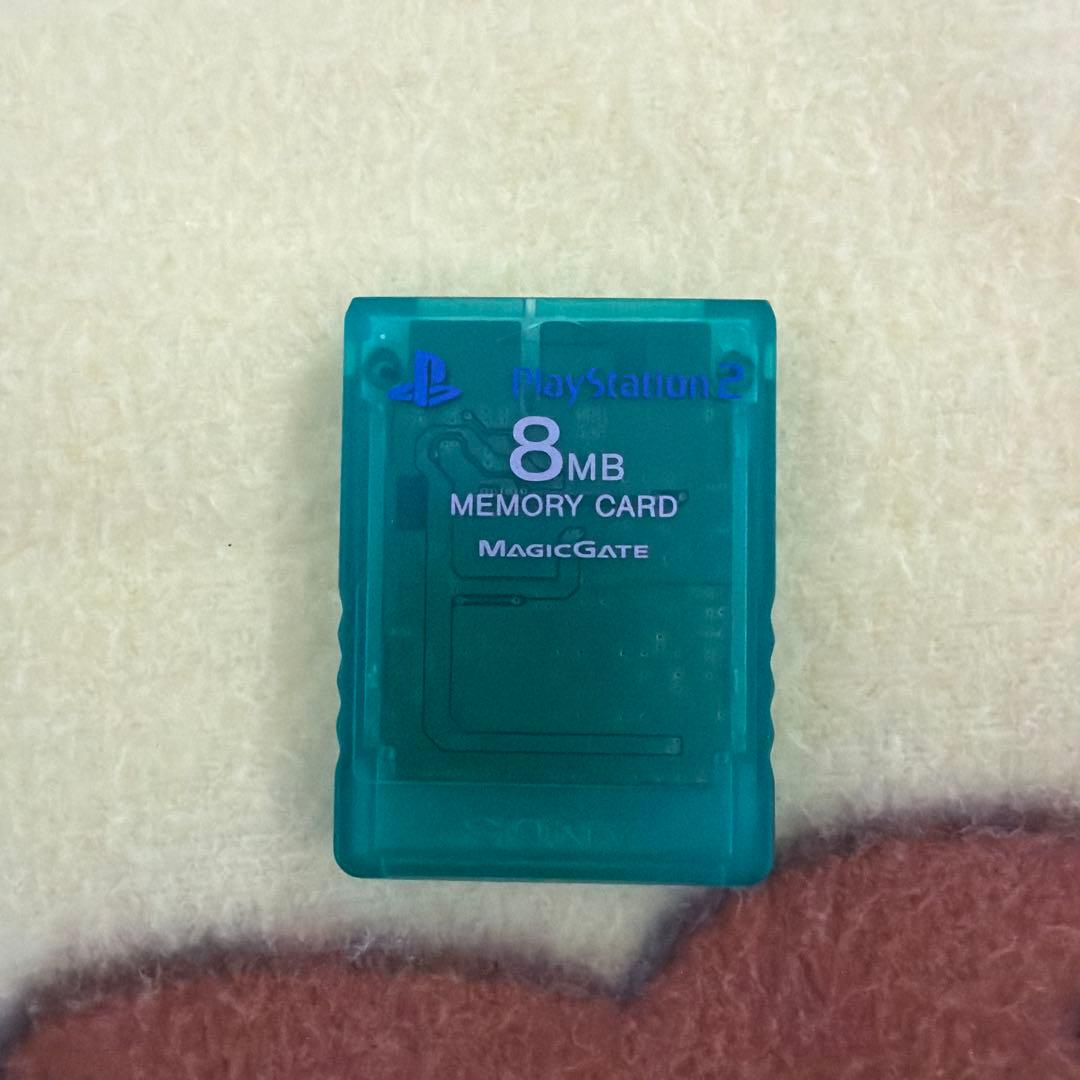 PlayStation 2
8MB
MEMORY CARD
MAGICGATE